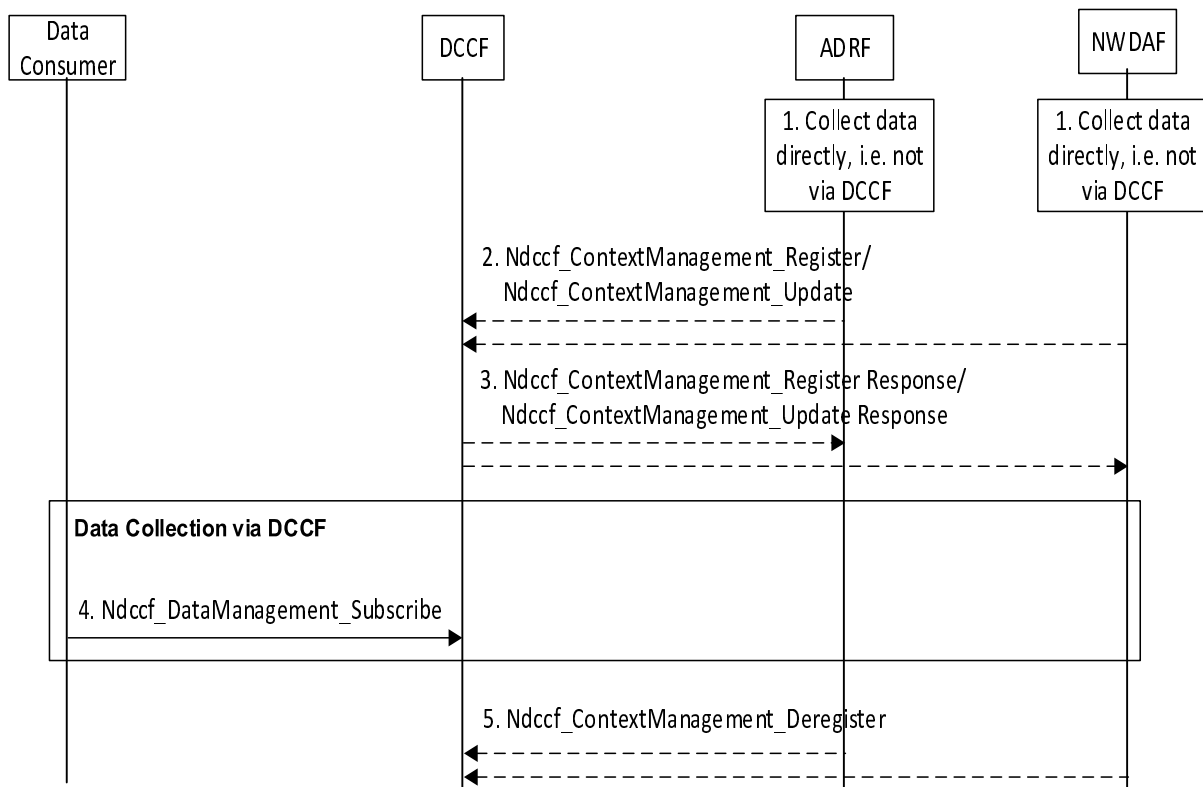 Data
Consumer
DCCF
ADRF
NWDAF
1. Collect data
directly, i.e. not
via DCCF
1. Collect data
directly, i.e. not
via DCCF
2. Ndccf_ContextManagement_Register/
Ndccf_ContextManagement_Update
3. Ndccf_ContextManagement_Register Response/
Ndccf_ContextManagement_Update Response
Data Collection via DCCF
4. Ndccf_DataManagement_Subscribe
5. Ndccf_ContextManagement_Deregister